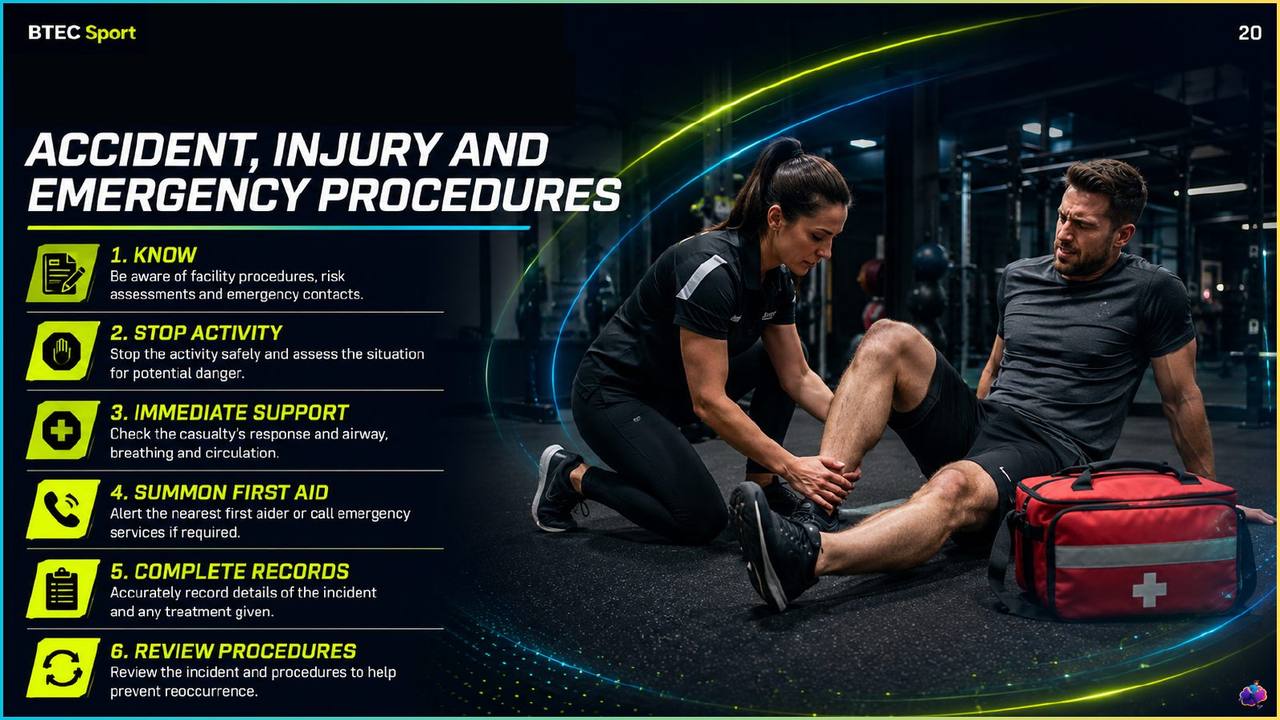 BTEC Sport
20
ACCIDENT, INJURY AND
EMERGENCY PROCEDURES
1. KNOW
Be aware of facility procedures, risk
assessments and emergency contacts.
2. STOP ACTIVITY
Stop the activity safely and assess the situation
for potential danger.
3. IMMEDIATE SUPPORT
Check the casualty's response and airway,
breathing and circulation.
4. SUMMON FIRST AID
Alert the nearest first aider or call emergency
services if required.
5. COMPLETE RECORDS
Accurately record details of the incident
and any treatment given.
6. REVIEW PROCEDURES
Review the incident and procedures to help
prevent reoccurrence.